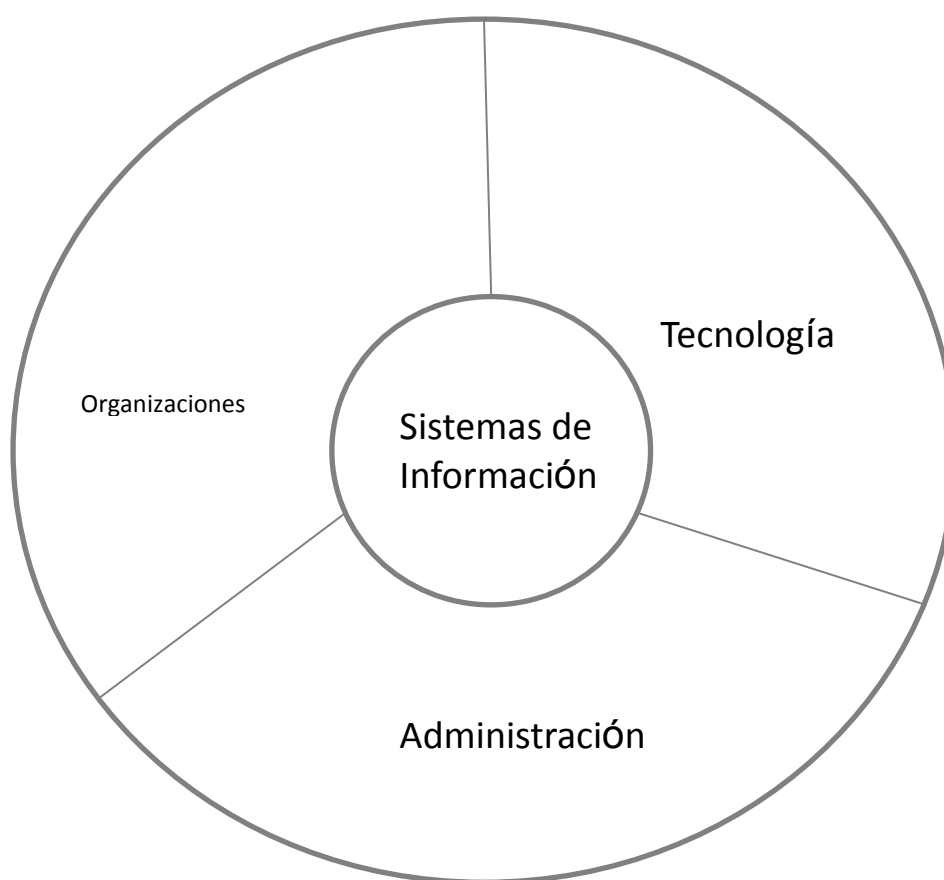 Tecnología
Organizaciones
Sistemas de
Información
Administración